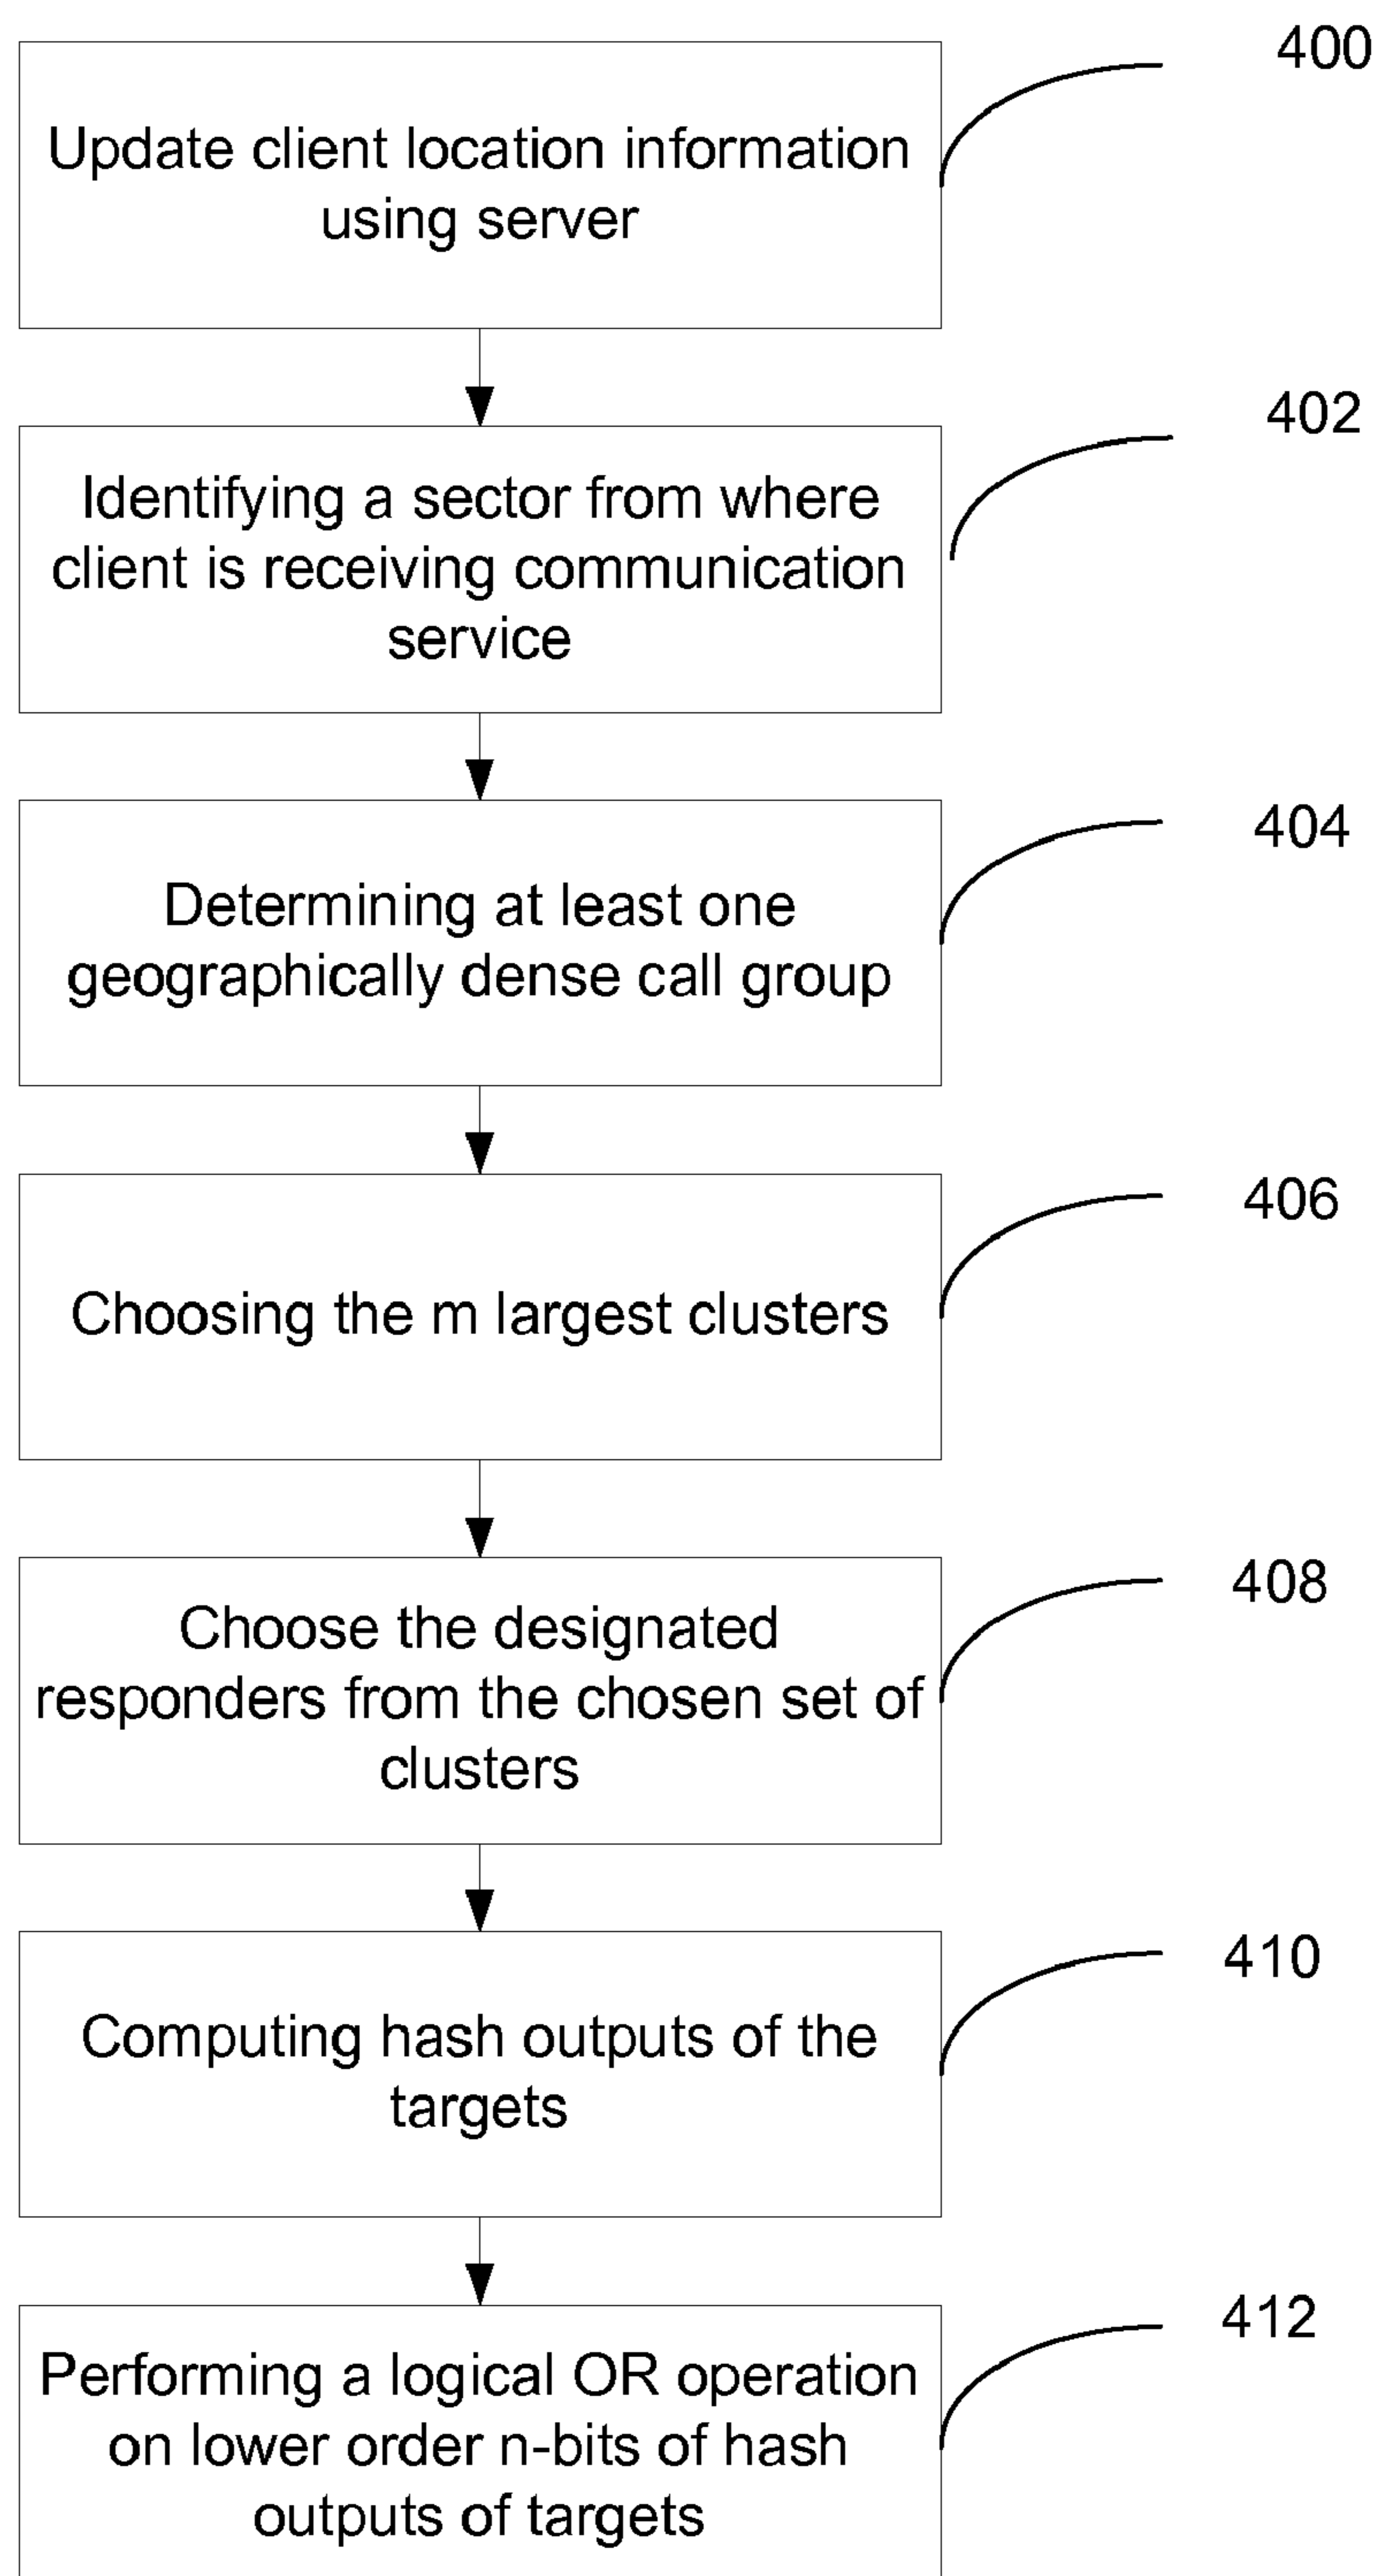 400
Update client location information
using server
402
Identifying a sector from where
client is receiving communication
service
404
Determining at least one
geographically dense call group
406
Choosing the m largest clusters
408
Choose the designated
responders from the chosen set of
clusters
410
Computing hash outputs of the
targets
412
Performing a logical OR operation
on lower order n-bits of hash
outputs of targets